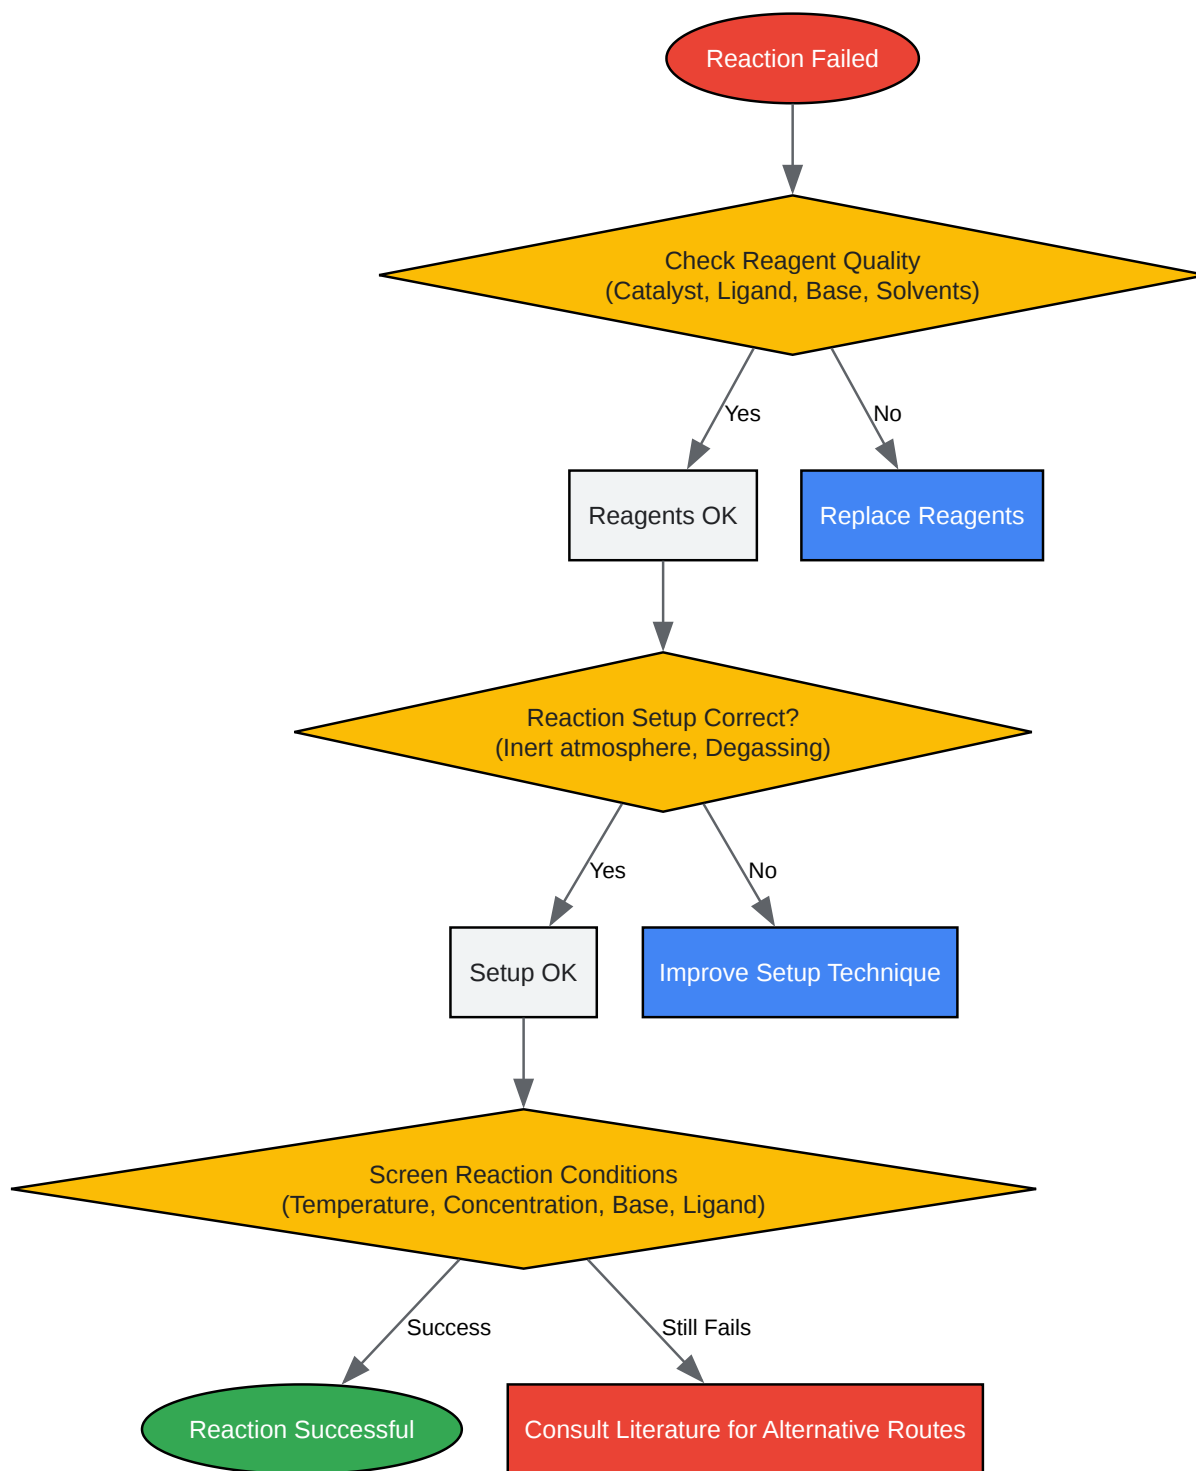 Reaction Failed
Check Reagent Quality
(Catalyst, Ligand, Base, Solvents)
Yes
No
Reagents OK
Replace Reagents
Reaction Setup Correct?
(Inert atmosphere, Degassing)
Yes
No
Setup OK
Improve Setup Technique
Screen Reaction Conditions
(Temperature, Concentration, Base, Ligand)
Success
Still Fails
Reaction Successful
Consult Literature for Alternative Routes